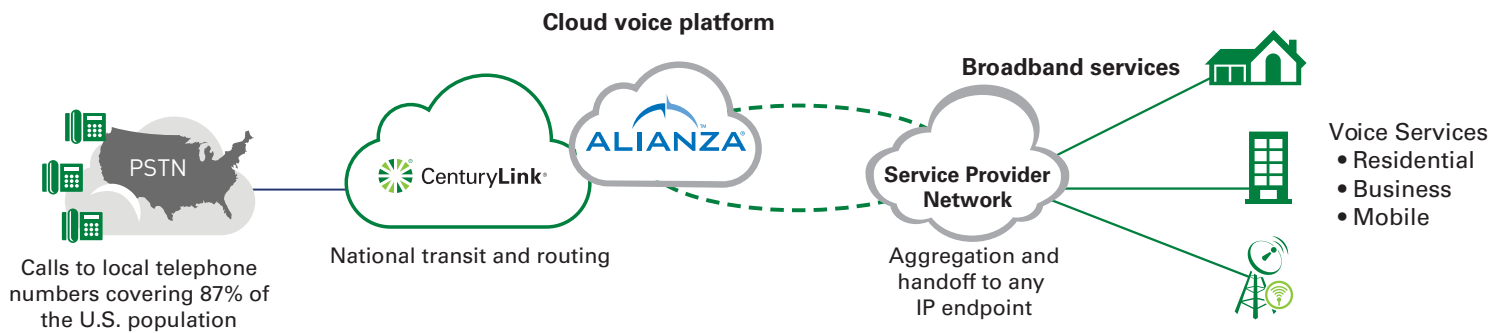 Cloud voice platform
Broadband services
PSTN
CenturyLink®
ALIANZA®
™
Service Provider
Network
Voice Services
• Residential
• Business
• Mobile
Calls to local telephone
numbers covering 87% of
the U.S. population
National transit and routing
Aggregation and
handoff to any
IP endpoint